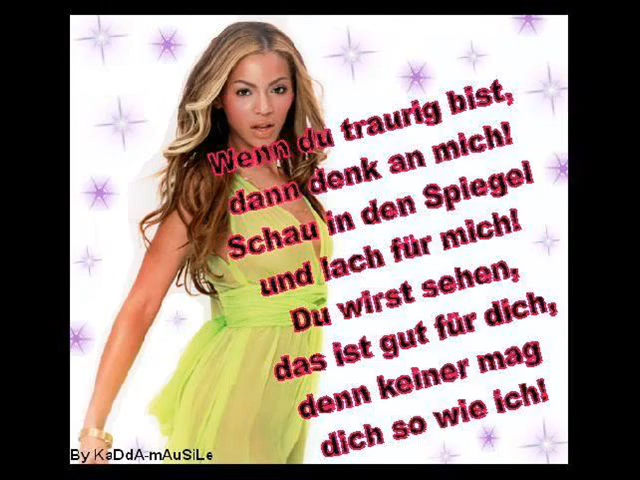 Wenn du traurig bist,
dann denk an mich!
Schau in den Spiegel
und lach für mich!
Du wirst sehen,
das ist gut für dich,
denn keiner mag
dich so wie ich!
By KaDdA-mAuSiLe